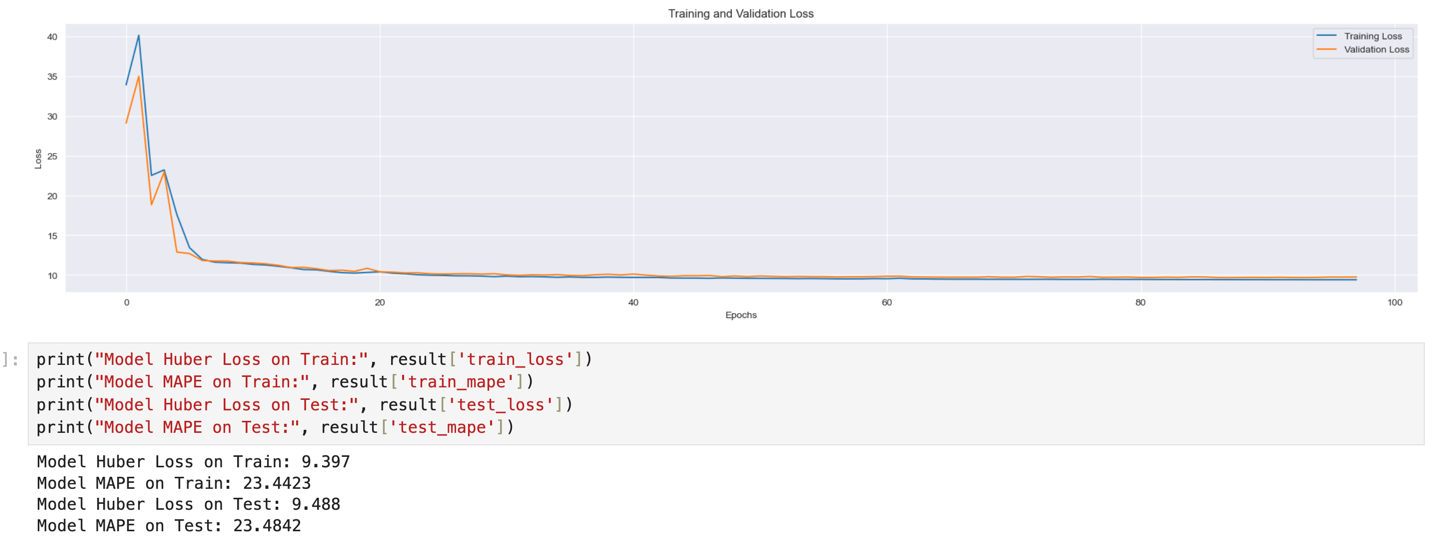 Training and Validation Loss
Training Loss
Validation Loss
40
35
30
25
20
15
10
Loss
0
20
40
60
80
100
Epochs
]:
print("Model Huber Loss on Train:", result['train_loss'])
print("Model MAPE on Train:", result['train_mape'])
print("Model Huber Loss on Test:", result['test_loss'])
print("Model MAPE on Test:", result['test_mape'])
Model Huber Loss on Train: 9.397
Model MAPE on Train: 23.4423
Model Huber Loss on Test: 9.488
Model MAPE on Test: 23.4842